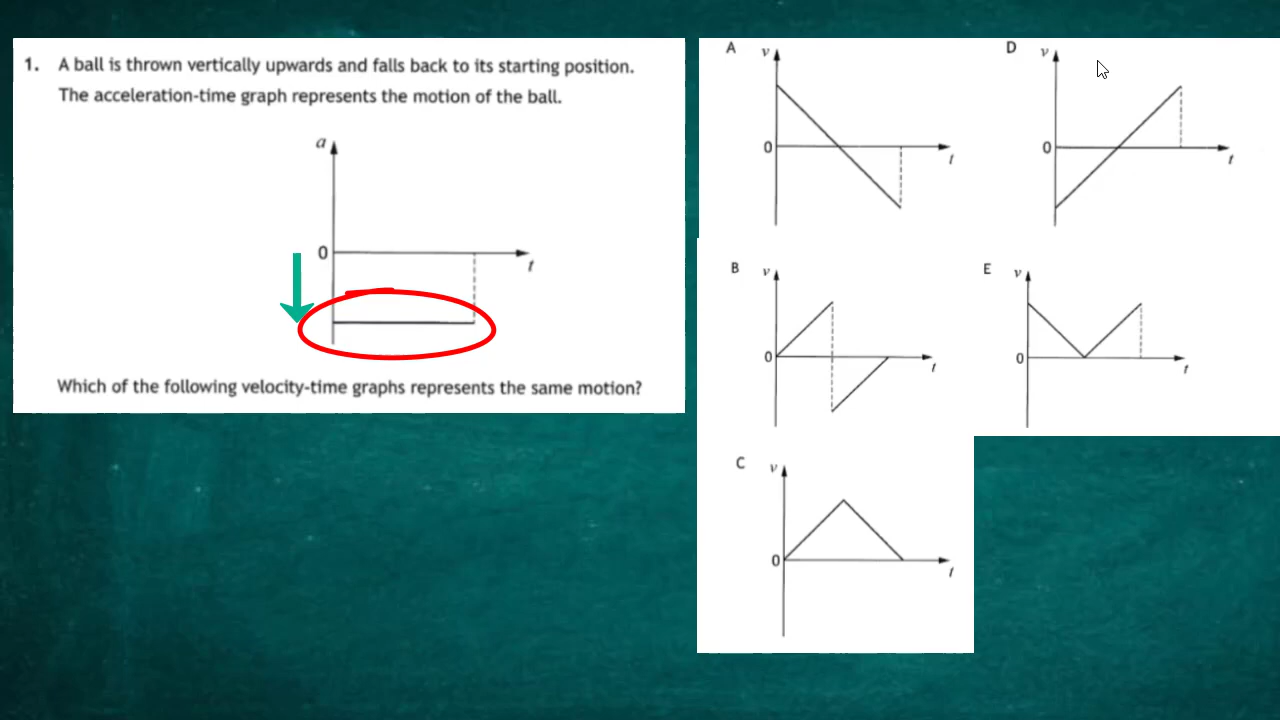 1. A ball is thrown vertically upwards and falls back to its starting position.
The acceleration-time graph represents the motion of the ball.
a
0
t
Which of the following velocity-time graphs represents the same motion?
A
v
0
t
B
v
0
t
C
v
0
t
D
v
0
t
E
v
0
t